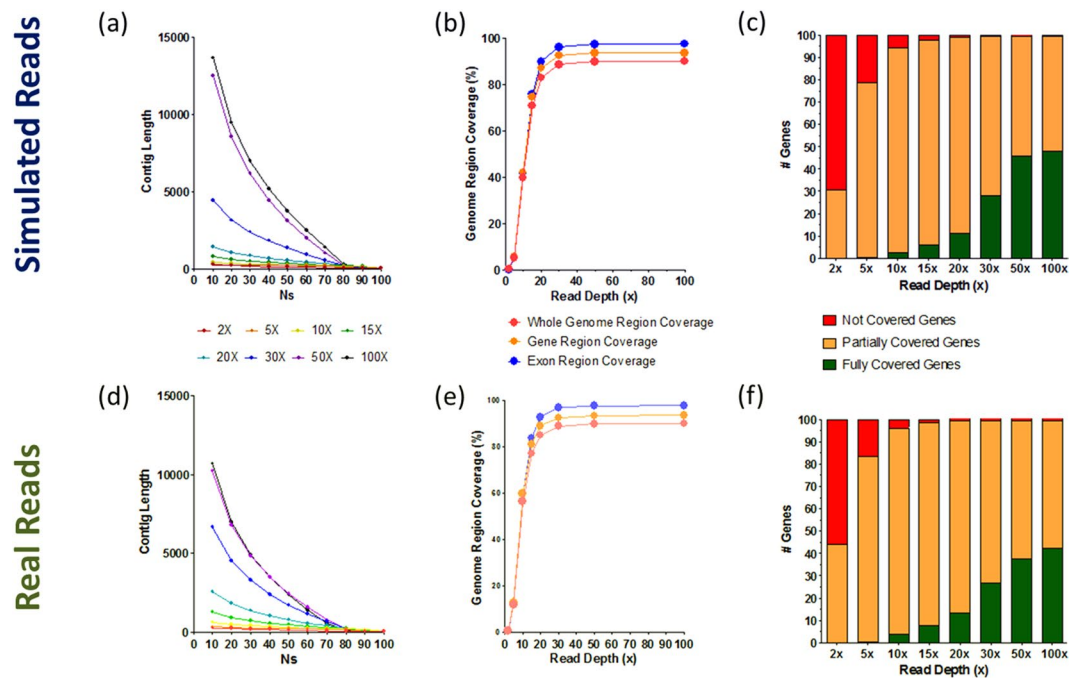 Simulated Reads
(a)
Contig Length
15000
10000
5000
0
0 10 20 30 40 50 60 70 80 90 100
Ns
2X 5X 10X 15X
20X 30X 50X 100X
(b)
Genome Region Coverage (%)
100
80
60
40
20
0
0 10 20 30 40 50 60 70 80 90 100
Read Depth (x)
Whole Genome Region Coverage
Gene Region Coverage
Exon Region Coverage
(c)
# Genes
100
90
80
70
60
50
40
30
20
10
0
2x 5x 10x 15x 20x 30x 50x 100x
Read Depth (x)
Not Covered Genes
Partially Covered Genes
Fully Covered Genes
Real Reads
(d)
Contig Length
15000
10000
5000
0
0 10 20 30 40 50 60 70 80 90 100
Ns
(e)
Genome Region Coverage (%)
100
80
60
40
20
0
0 10 20 30 40 50 60 70 80 90 100
Read Depth (x)
(f)
# Genes
100
90
80
70
60
50
40
30
20
10
0
2x 5x 10x 15x 20x 30x 50x 100x
Read Depth (x)